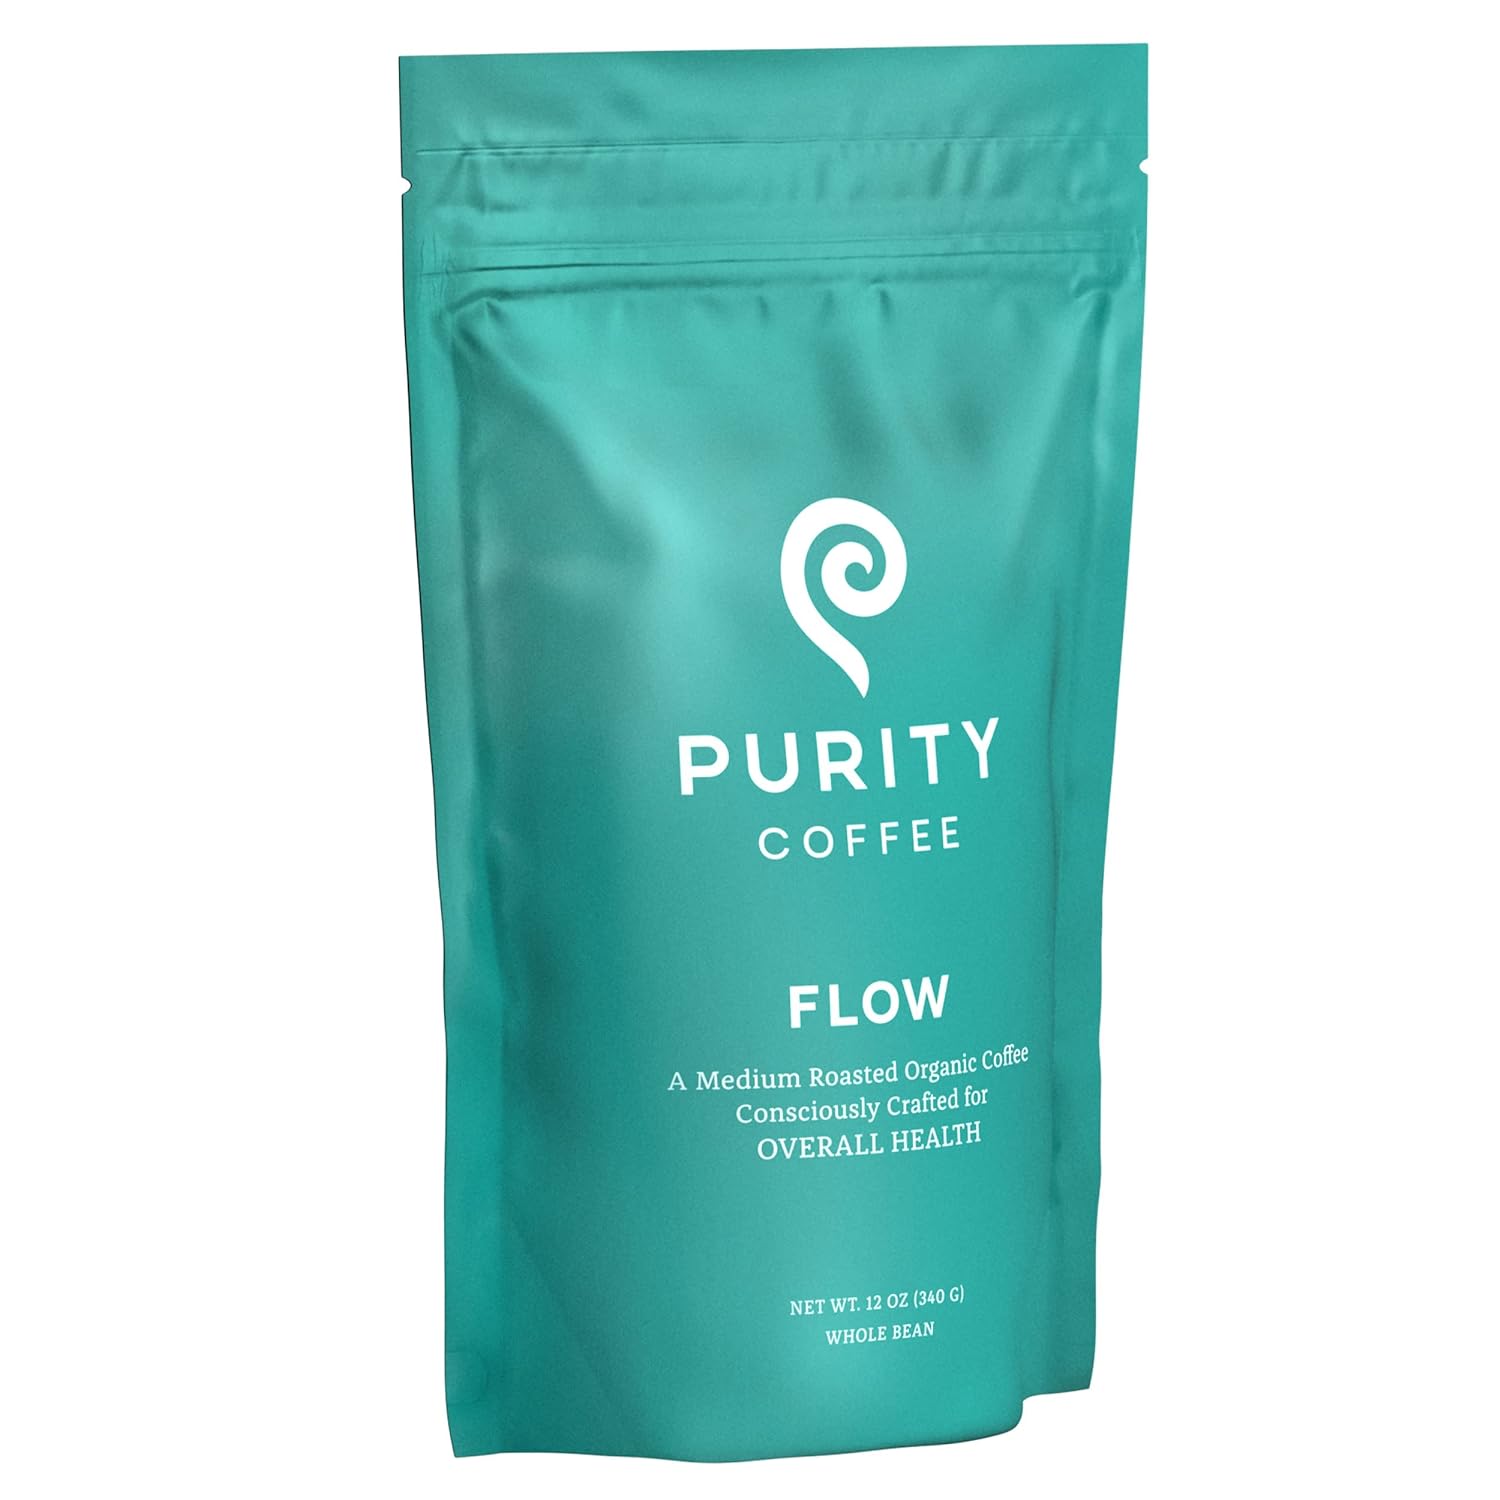 PURITY
COFFEE
FLOW
A Medium Roasted Organic Coffee
Consciously Crafted for
OVERALL HEALTH
NET WT. 12 OZ (340 G)
WHOLE BEAN